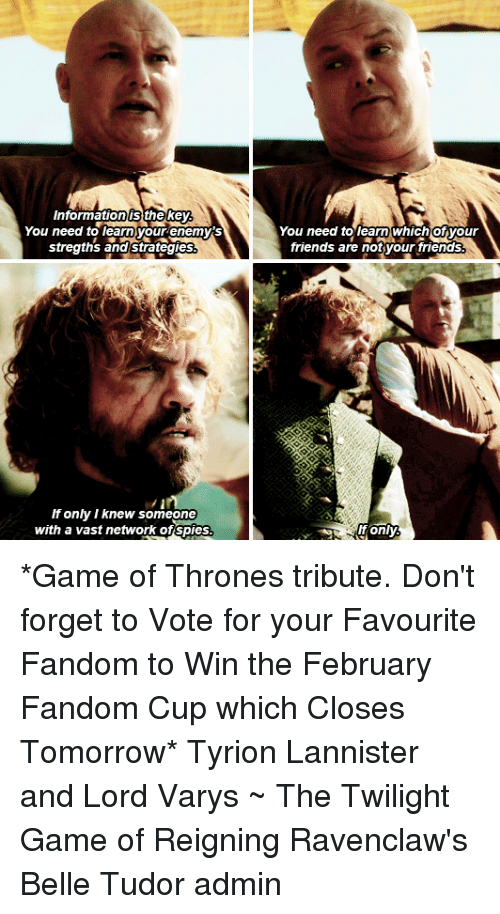 Information is the key.
You need to learn your enemy's
stregths and strategies.
You need to learn which of your
friends are not your friends.
If only I knew someone
with a vast network of spies.
If only.
*Game of Thrones tribute. Don't
forget to Vote for your Favourite
Fandom to Win the February
Fandom Cup which Closes
Tomorrow* Tyrion Lannister
and Lord Varys ~ The Twilight
Game of Reigning Ravenclaw's
Belle Tudor admin